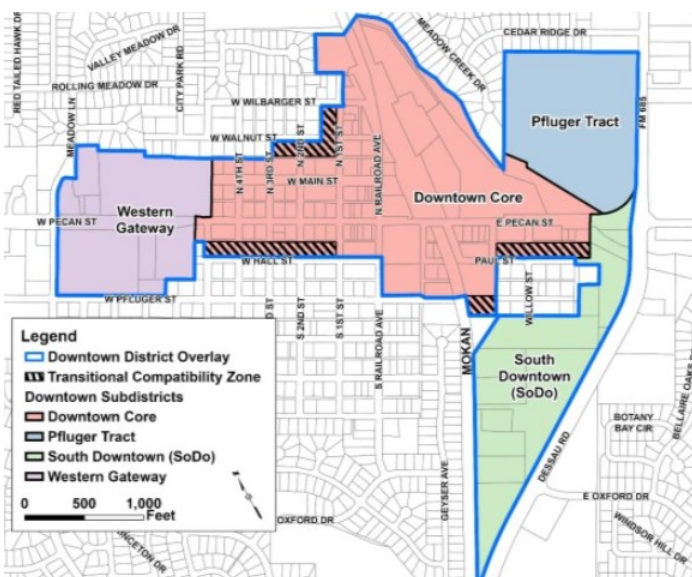 RED TAILED HAWK DR
VALLEY MEADOW DR
CITY PARK RD
ROLLING MEADOW DR
MEADOW CREEK DR
CEDAR RIDGE DR
FM 685
MEADOW LN
W WILBARGER ST
W WALNUT ST
N 4TH ST
N 3RD ST
N 2ND ST
N 1ST ST
W MAIN ST
N RAILROAD AVE
Pfluger Tract
Downtown Core
Western
Gateway
W PECAN ST
E PECAN ST
W HALL ST
PAUL ST
W PFLUGER ST
WILLOW ST
D ST
S 2ND ST
S 1ST ST
S RAILROAD AVE
MOKAN
South
Downtown
(SoDo)
DESSAU RD
BELLAIRE OAKS D
BOTANY
BAY CIR
GEYSER AVE
E OXFORD DR
WINDSOR HILL DR
OXFORD DR
INCETON DR
Legend
Downtown District Overlay
Transitional Compatibility Zone
Downtown Subdistricts
Downtown Core
Pfluger Tract
South Downtown (SoDo)
Western Gateway
0 500 1,000
Feet